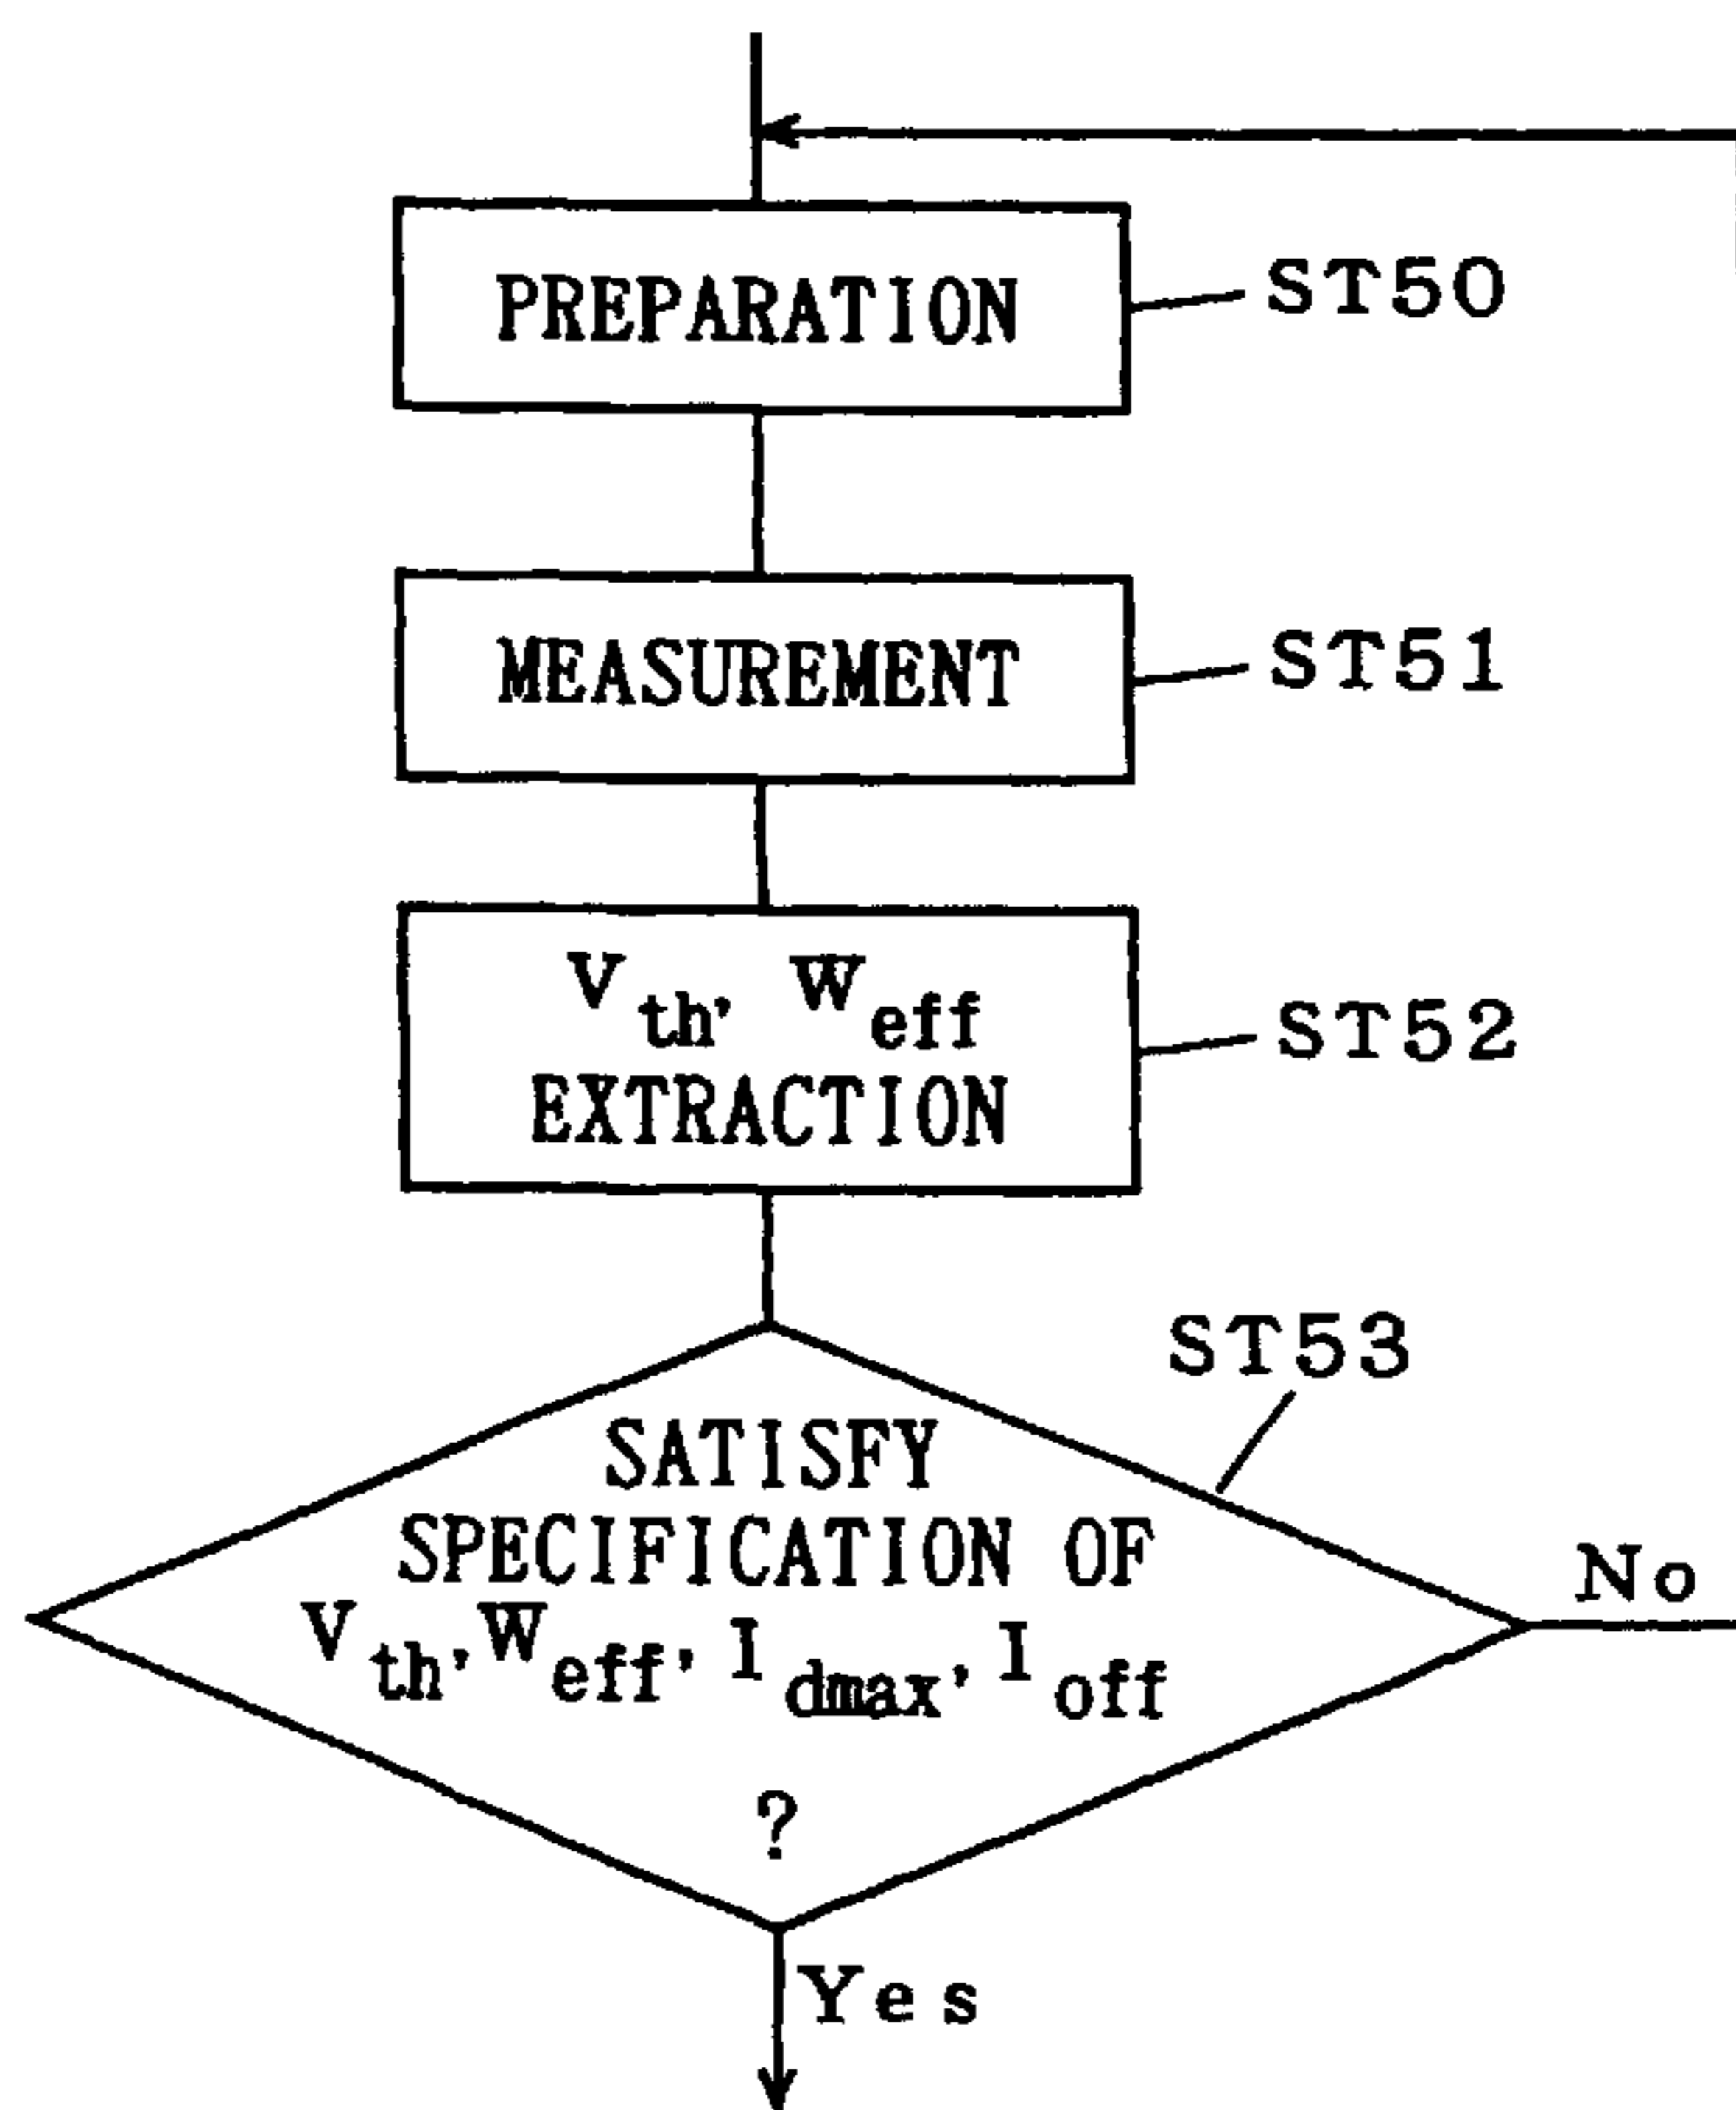 PREPARATION
ST50
MEASUREMENT
ST51
Vth, Weff
EXTRACTION
ST52
ST53
SATISFY
SPECIFICATION OF
Vth, Weff, Idmax, Ioff
?
No
Yes